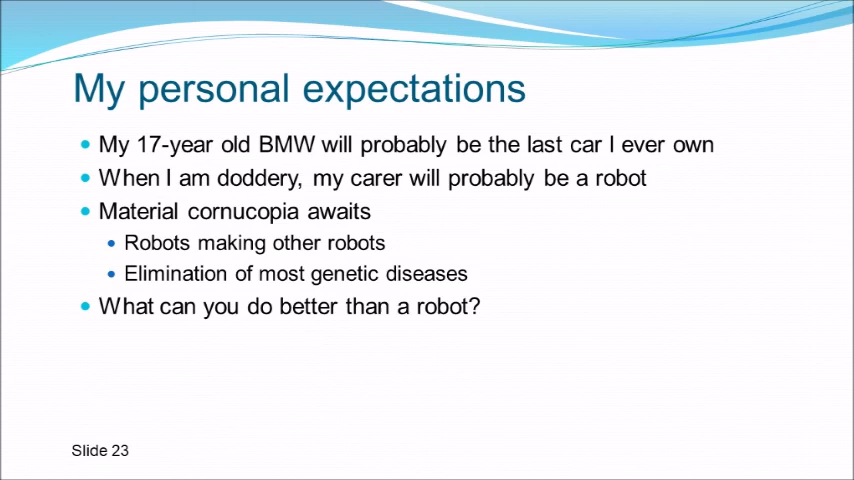 My personal expectations
My 17-year old BMW will probably be the last car I ever own
When I am doddery, my carer will probably be a robot
Material cornucopia awaits
Robots making other robots
Elimination of most genetic diseases
What can you do better than a robot?
Slide 23